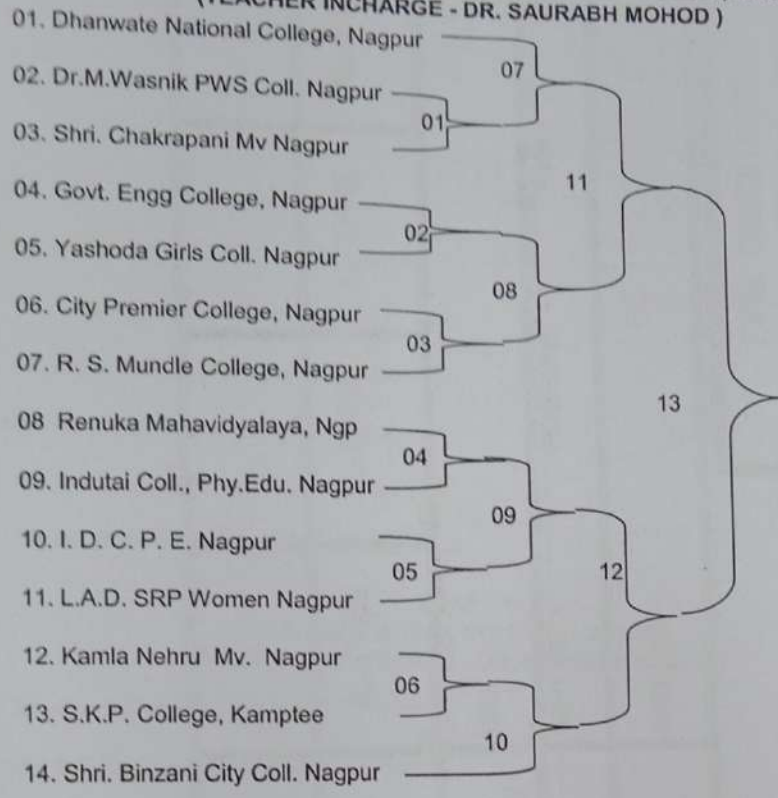 (TEACHER INCHARGE - DR. SAURABH MOHOD )
01. Dhanwate National College, Nagpur
07
02. Dr.M.Wasnik PWS Coll. Nagpur
01
03. Shri. Chakrapani Mv Nagpur
11
04. Govt. Engg College, Nagpur
02
05. Yashoda Girls Coll. Nagpur
08
06. City Premier College, Nagpur
03
07. R. S. Mundle College, Nagpur
13
08 Renuka Mahavidyalaya, Ngp
04
09. Indutai Coll., Phy.Edu. Nagpur
09
10. I. D. C. P. E. Nagpur
05
12
11. L.A.D. SRP Women Nagpur
12. Kamla Nehru Mv. Nagpur
06
13. S.K.P. College, Kamptee
10
14. Shri. Binzani City Coll. Nagpur